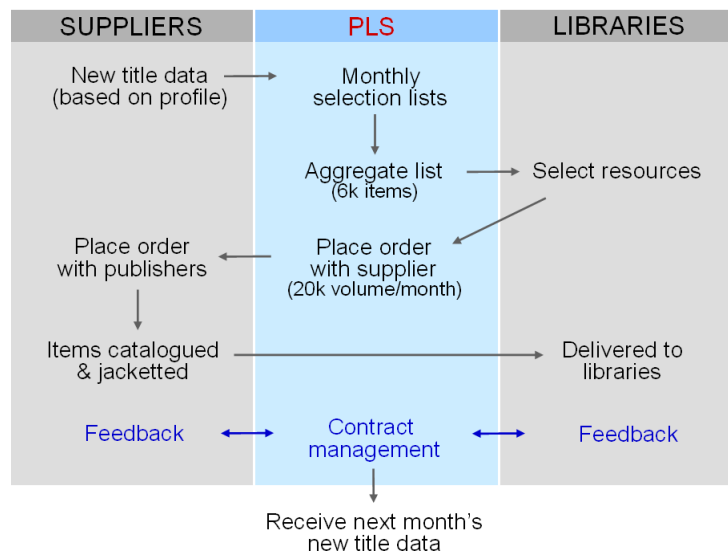 SUPPLIERS
PLS
LIBRARIES
New title data
(based on profile)
Monthly
selection lists
Aggregate list
(6k items)
Select resources
Place order
with publishers
Place order
with supplier
(20k volume/month)
Items catalogued
& jacketted
Delivered to
libraries
Feedback
Contract
management
Feedback
Receive next month's
new title data